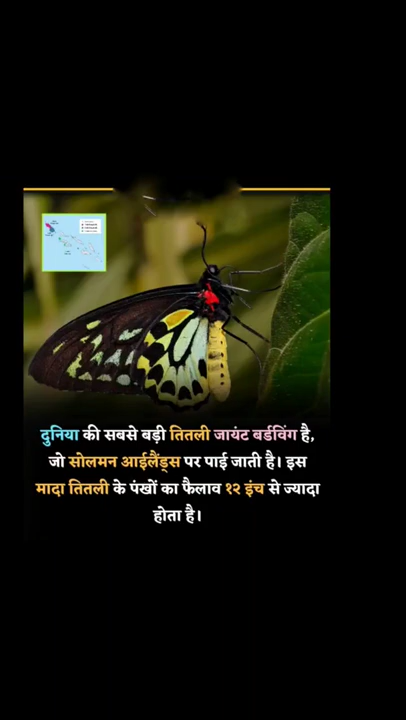 दुनिया की सबसे बड़ी तितली जायंट बर्डविंग है,
जो सोलमन आईलैंड्स पर पाई जाती है। इस
मादा तितली के पंखों का फैलाव १२ इंच से ज्यादा
होता है।